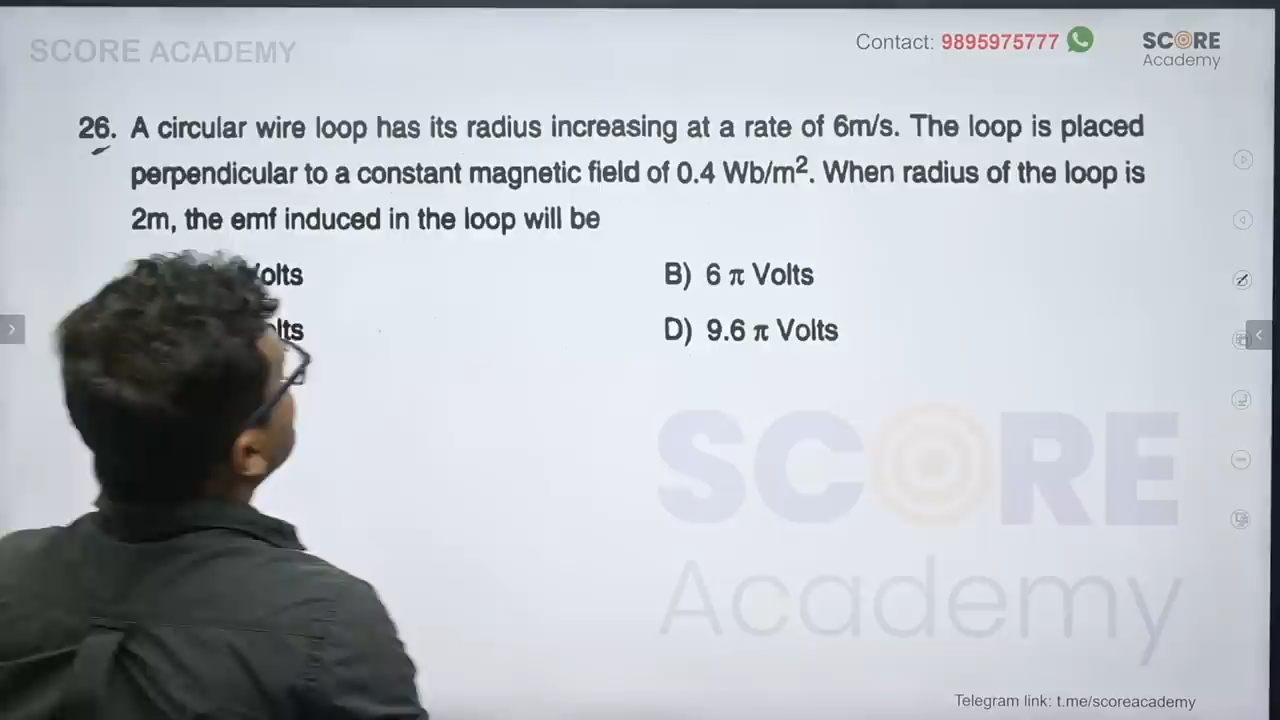 SCORE ACADEMY
Contact: 9895975777
SCORE
Academy
26. A circular wire loop has its radius increasing at a rate of 6m/s. The loop is placed
perpendicular to a constant magnetic field of 0.4 Wb/m². When radius of the loop is
2m, the emf induced in the loop will be
B) 6 π Volts
D) 9.6 π Volts
SCORE
Academy
Telegram link: t.me/scoreacademy